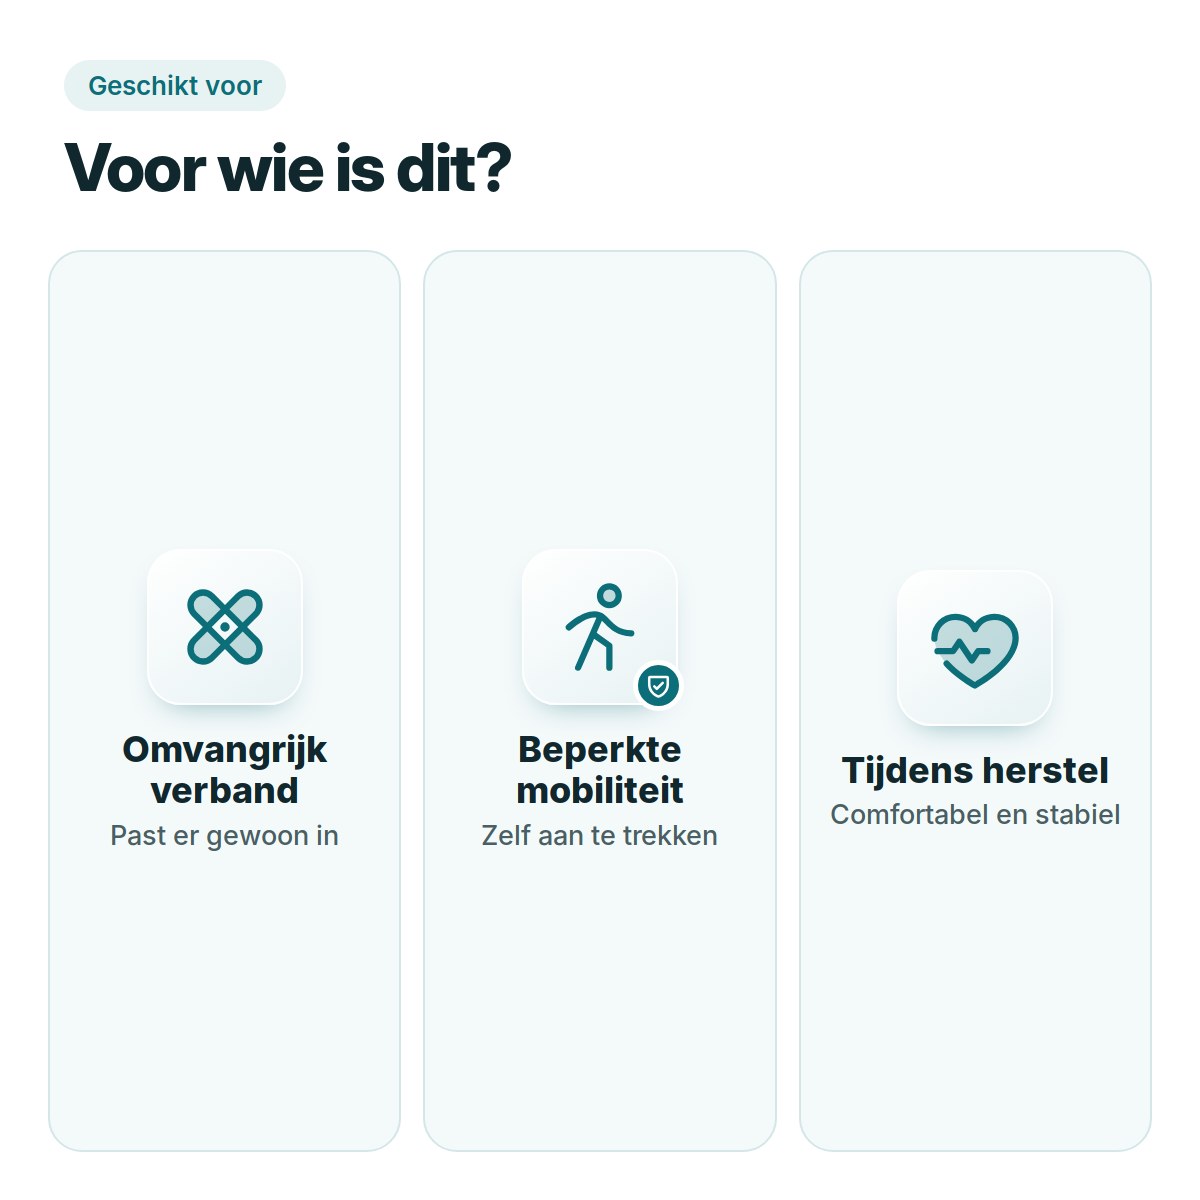 Geschikt voor
Voor wie is dit?
Omvangrijk
verband
Past er gewoon in
Beperkte
mobiliteit
Zelf aan te trekken
Tijdens herstel
Comfortabel en stabiel